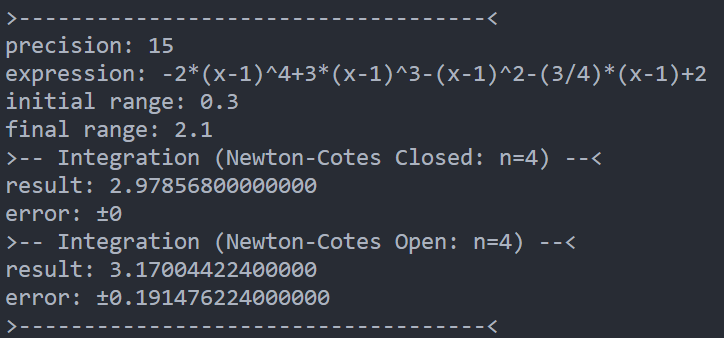 >-----------------------------------<
precision: 15
expression: -2*(x-1)^4+3*(x-1)^3-(x-1)^2-(3/4)*(x-1)+2
initial range: 0.3
final range: 2.1
>-- Integration (Newton-Cotes Closed: n=4) --<
result: 2.97856800000000
error: ±0
>-- Integration (Newton-Cotes Open: n=4) --<
result: 3.17004422400000
error: ±0.191476224000000
>-----------------------------------<